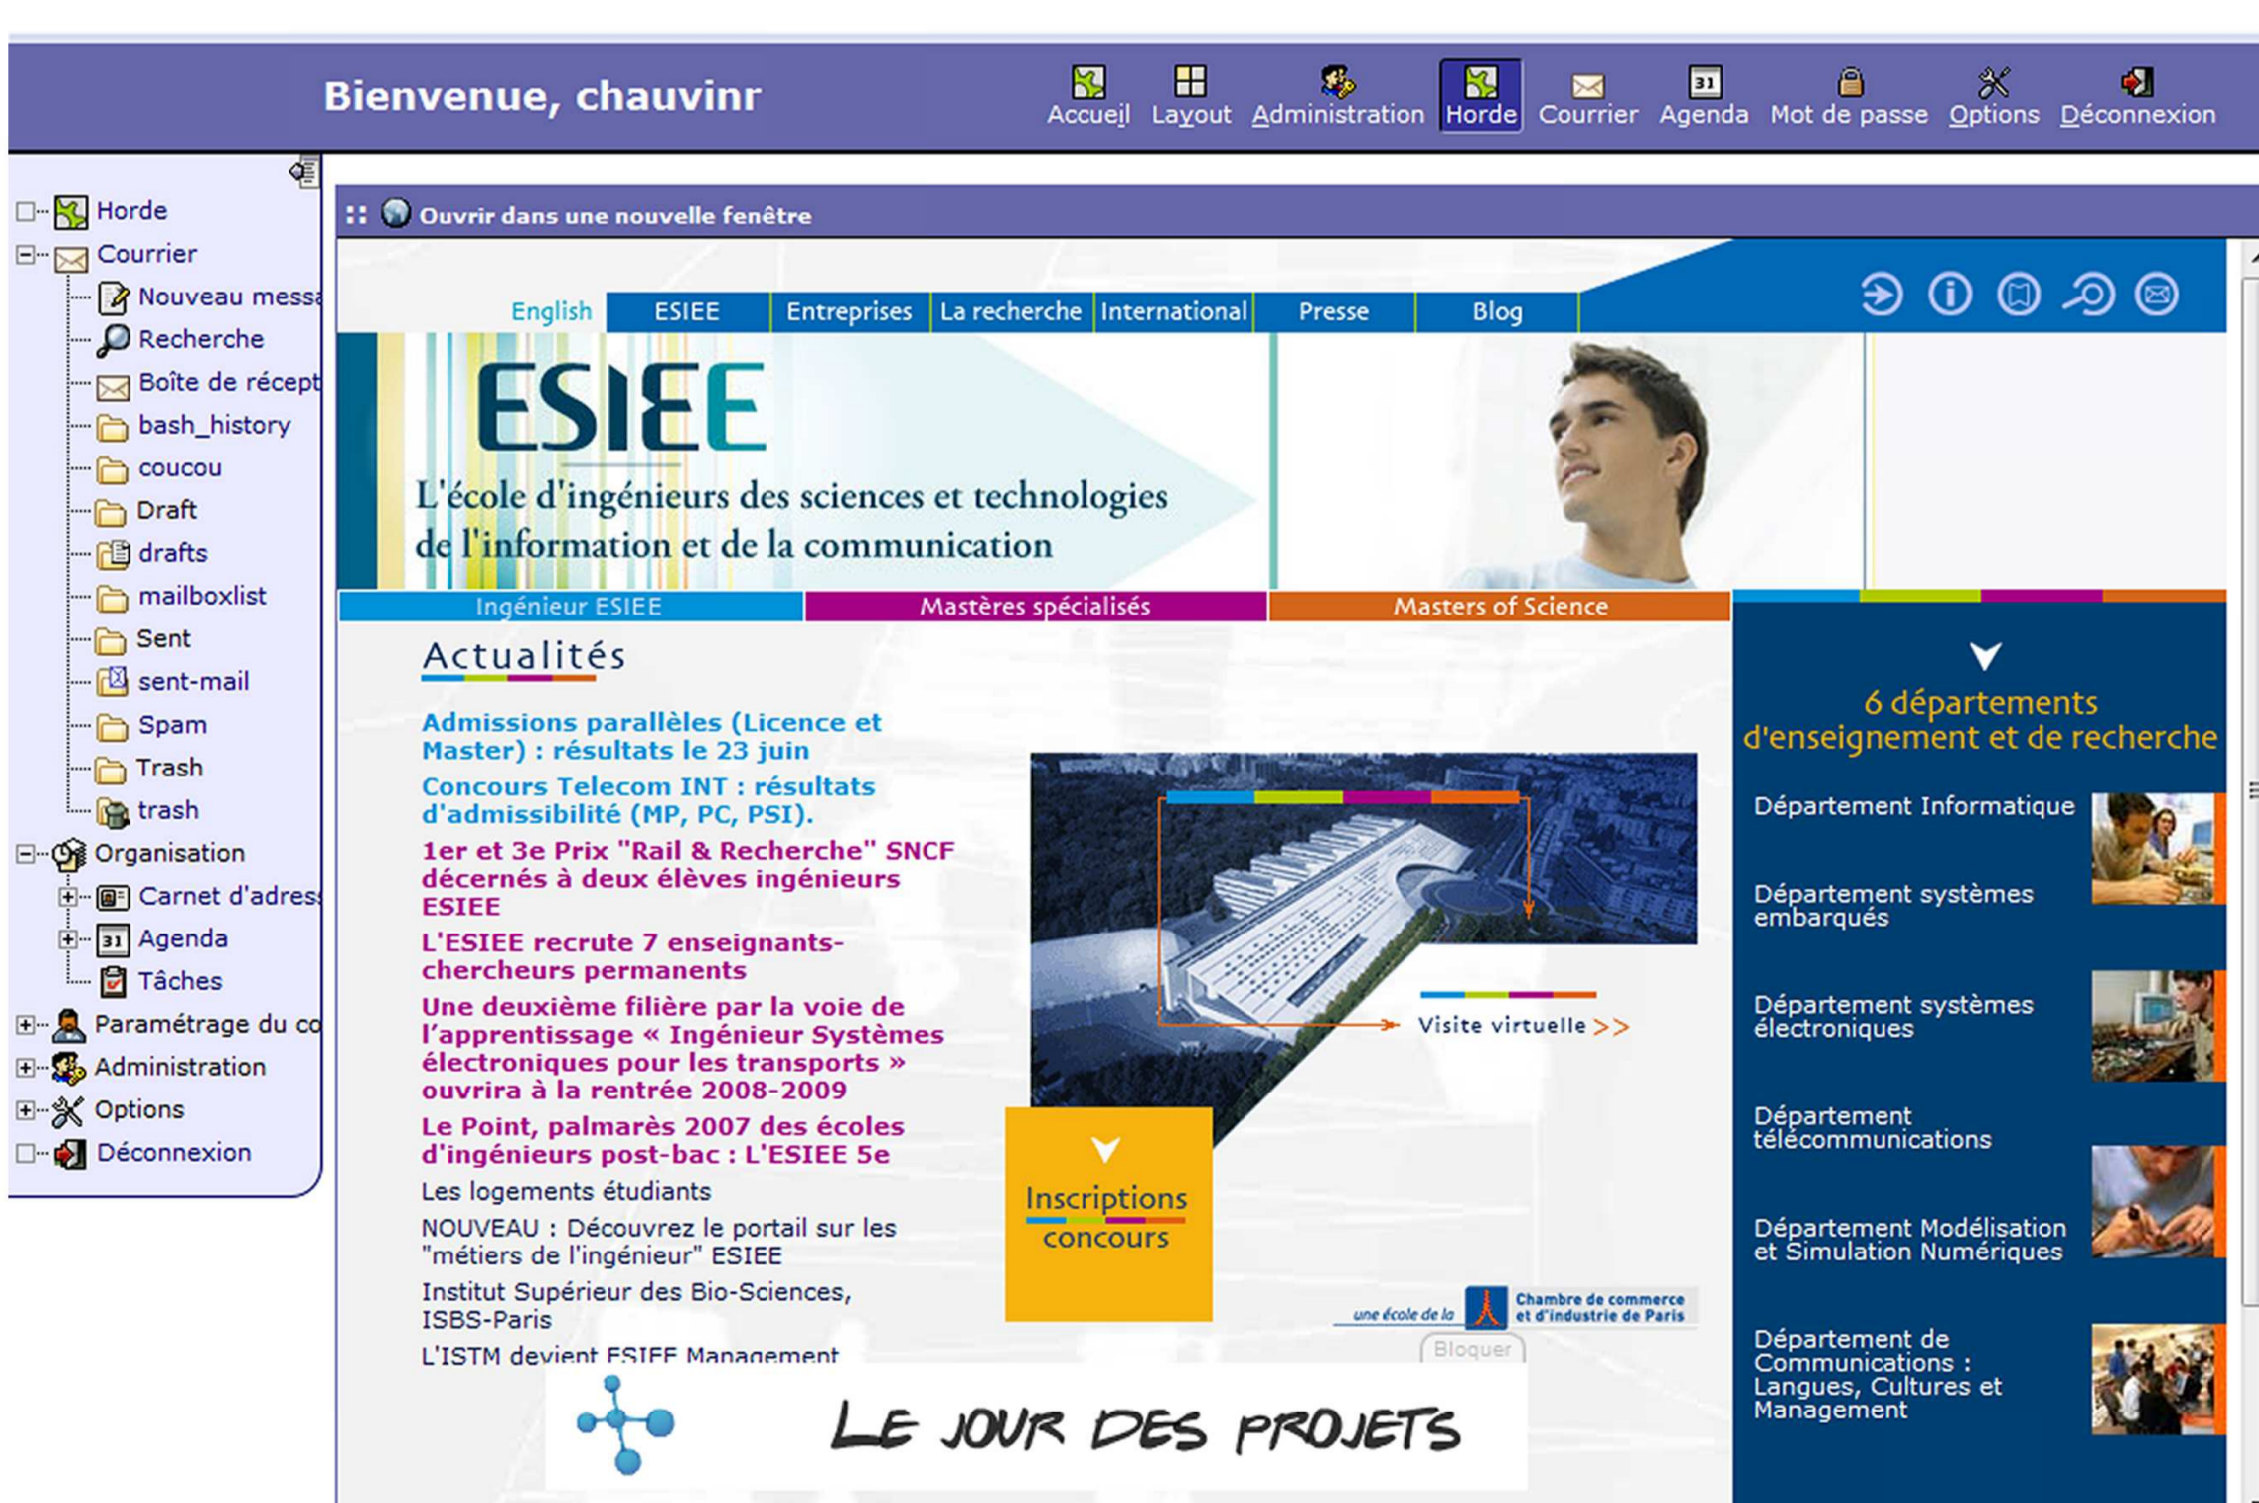 Bienvenue, chauvinr
Accueil Layout Administration Horde Courrier Agenda Mot de passe Options Déconnexion
Horde
Courrier
Nouveau messa
Recherche
Boîte de récept
bash_history
coucou
Draft
drafts
mailboxlist
Sent
sent-mail
Spam
Trash
trash
Organisation
Carnet d'adress
31 Agenda
Tâches
Paramétrage du co
Administration
Options
Déconnexion
:: Ouvrir dans une nouvelle fenêtre
English ESIEE Entreprises La recherche International Presse Blog
ESIEE
L'école d'ingénieurs des sciences et technologies
de l'information et de la communication
Ingénieur ESIEE Mastères spécialisés Masters of Science
Actualités
Admissions parallèles (Licence et
Master) : résultats le 23 juin
Concours Telecom INT : résultats
d'admissibilité (MP, PC, PSI).
1er et 3e Prix "Rail & Recherche" SNCF
décernés à deux élèves ingénieurs
ESIEE
L'ESIEE recrute 7 enseignants-
chercheurs permanents
Une deuxième filière par la voie de
l’apprentissage « Ingénieur Systèmes
électroniques pour les transports »
ouvrira à la rentrée 2008-2009
Le Point, palmarès 2007 des écoles
d'ingénieurs post-bac : L'ESIEE 5e
Les logements étudiants
NOUVEAU : Découvrez le portail sur les
"métiers de l'ingénieur" ESIEE
Institut Supérieur des Bio-Sciences,
ISBS-Paris
L'ISTM devient ESIEE Management
Visite virtuelle >>
Inscriptions
concours
une école de la Chambre de commerce
et d'industrie de Paris
Bloquer
6 départements
d'enseignement et de recherche
Département Informatique
Département systèmes
embarqués
Département systèmes
électroniques
Département
télécommunications
Département Modélisation
et Simulation Numériques
Département de
Communications :
Langues, Cultures et
Management
LE JOUR DES PROJETS